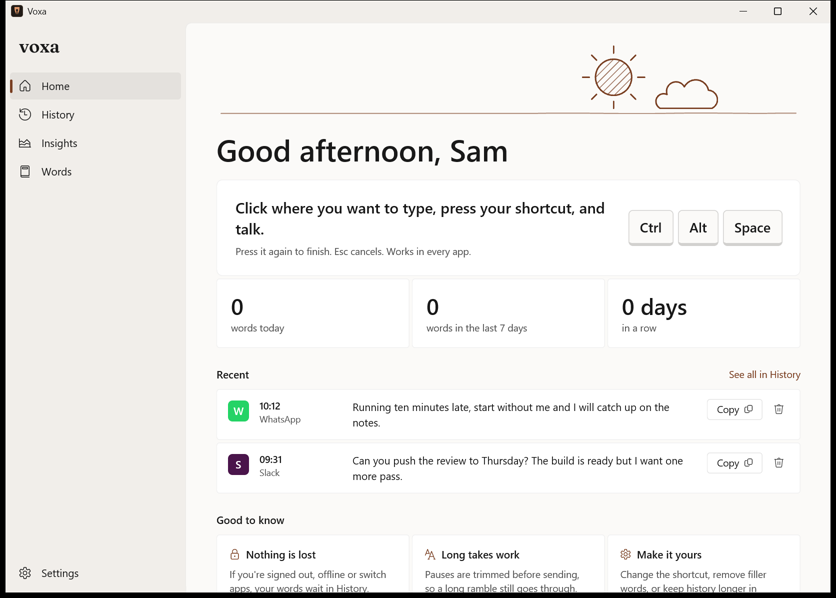 Voxa
voxa
Home
History
Insights
Words
Settings
Good afternoon, Sam
Click where you want to type, press your shortcut, and
talk.
Press it again to finish. Esc cancels. Works in every app.
Ctrl
Alt
Space
0
words today
0
words in the last 7 days
0 days
in a row
Recent
See all in History
W
10:12
WhatsApp
Running ten minutes late, start without me and I will catch up on the
notes.
Copy
S
09:31
Slack
Can you push the review to Thursday? The build is ready but I want one
more pass.
Copy
Good to know
Nothing is lost
If you're signed out, offline or switch
apps, your words wait in History.
Long takes work
Pauses are trimmed before sending,
so a long ramble still goes through.
Make it yours
Change the shortcut, remove filler
words, or keep history longer in